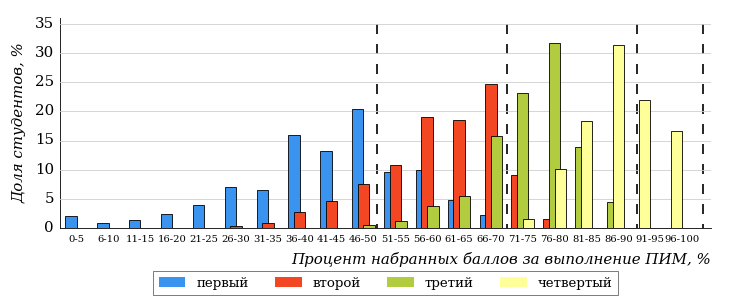 35
30
25
20
15
10
5
0
Доля студентов, %
0-5 6-10 11-15 16-20 21-25 26-30 31-35 36-40 41-45 46-50 51-55 56-60 61-65 66-70 71-75 76-80 81-85 86-90 91-95 96-100
Процент набранных баллов за выполнение ПИМ, %
первый второй третий четвертый